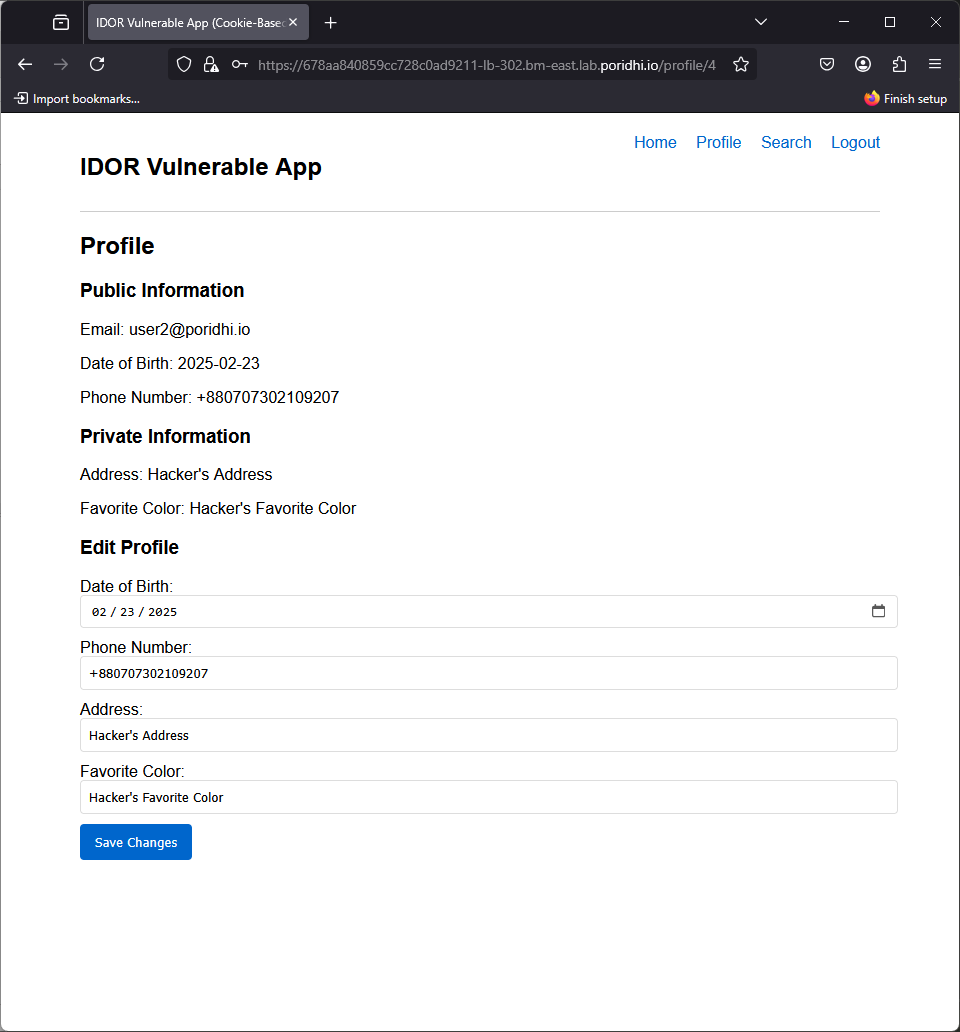 IDOR Vulnerable App (Cookie-Based
https://678aa840859cc728c0ad9211-lb-302.bm-east.lab.poridhi.io/profile/4
Import bookmarks...
Finish setup
Home Profile Search Logout
IDOR Vulnerable App
Profile
Public Information
Email: user2@poridhi.io
Date of Birth: 2025-02-23
Phone Number: +880707302109207
Private Information
Address: Hacker's Address
Favorite Color: Hacker's Favorite Color
Edit Profile
Date of Birth:
02 / 23 / 2025
Phone Number:
+880707302109207
Address:
Hacker's Address
Favorite Color:
Hacker's Favorite Color
Save Changes